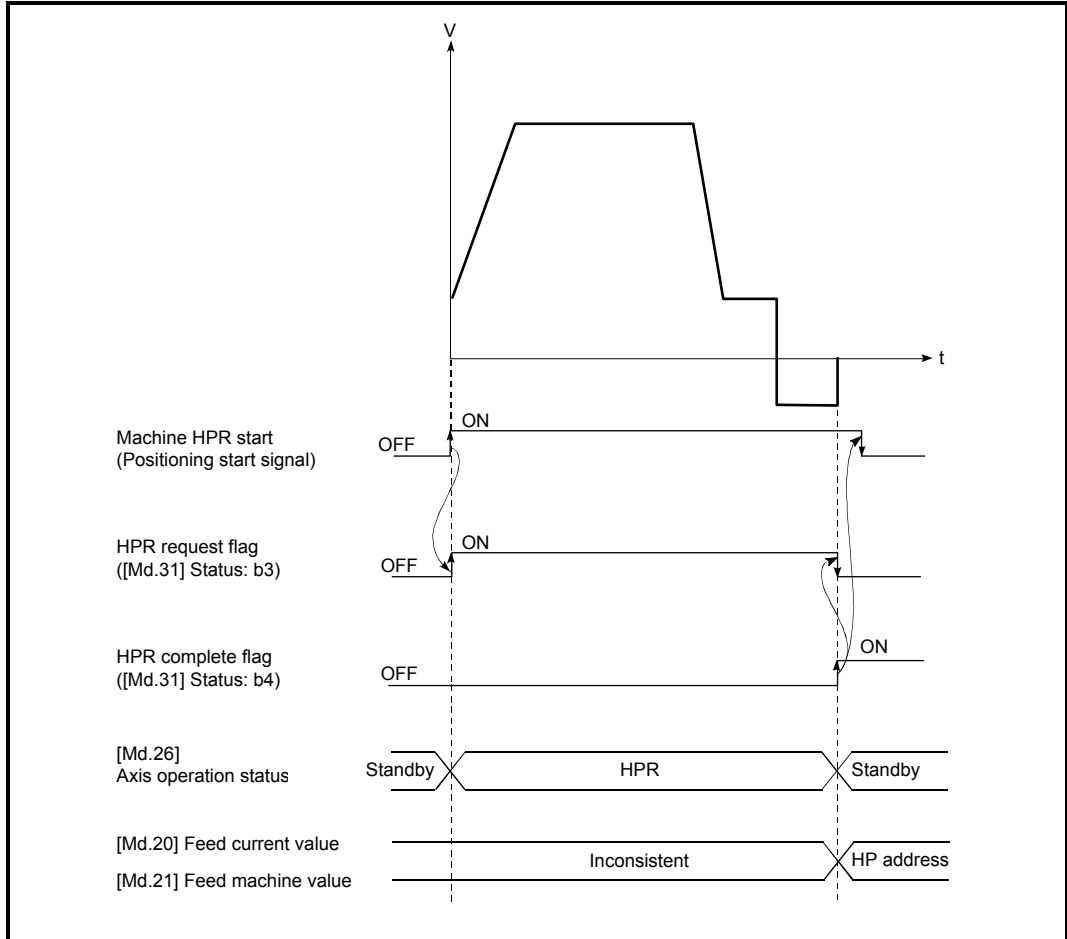 V
t
Machine HPR start
(Positioning start signal)
OFF
ON
HPR request flag
([Md.31] Status: b3)
OFF
ON
HPR complete flag
([Md.31] Status: b4)
OFF
ON
[Md.26]
Axis operation status
Standby
HPR
Standby
[Md.20] Feed current value
[Md.21] Feed machine value
Inconsistent
HP address